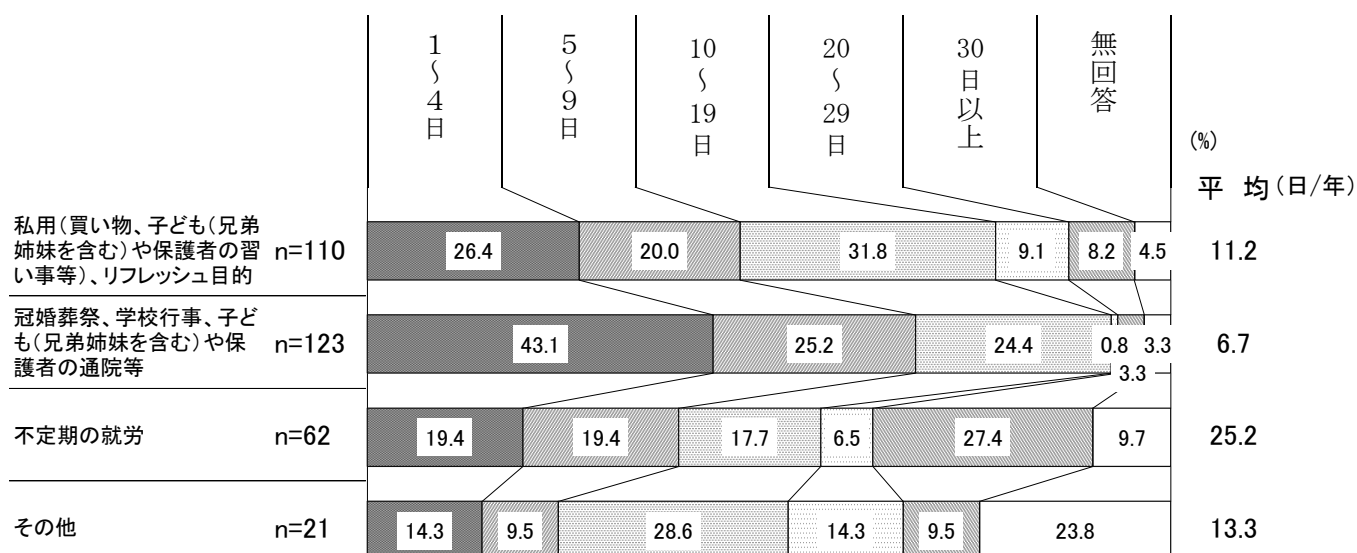 1～4日
5～9日
10～19日
20～29日
30日以上
無回答
(%)
平 均(日/年)
私用(買い物、子ども(兄弟
姉妹を含む)や保護者の習
い事等)、リフレッシュ目的
n=110
26.4 20.0 31.8 9.1 8.2 4.5 11.2
冠婚葬祭、学校行事、子ど
も(兄弟姉妹を含む)や保
護者の通院等
n=123
43.1 25.2 24.4 0.8 3.3 6.7
3.3
不定期の就労 n=62 19.4 19.4 17.7 6.5 27.4 9.7 25.2
その他 n=21 14.3 9.5 28.6 14.3 9.5 23.8 13.3